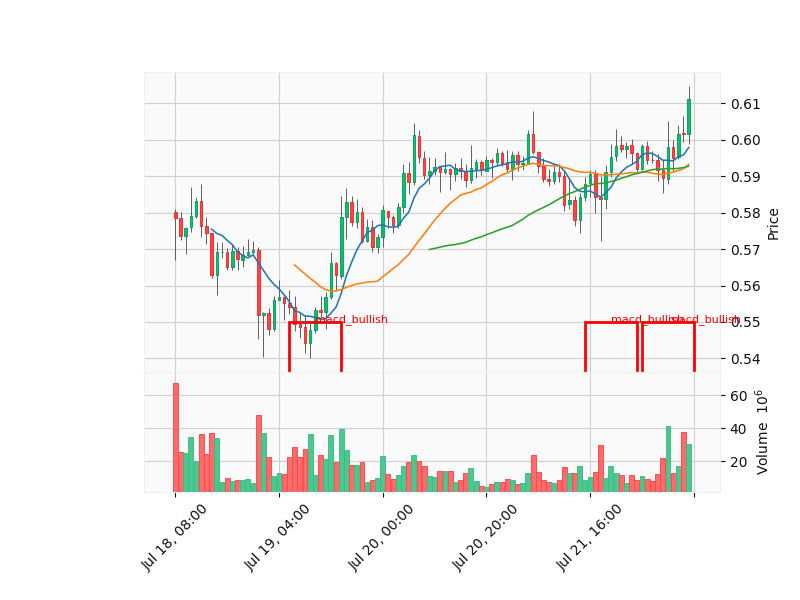 0.61
0.60
0.59
0.58
0.57
0.56
0.55
0.54
Price
macd_bullish
macd_bullish
macd_bullish
60
40
20
Volume 10⁶
Jul 18, 08:00
Jul 19, 04:00
Jul 20, 00:00
Jul 20, 20:00
Jul 21, 16:00